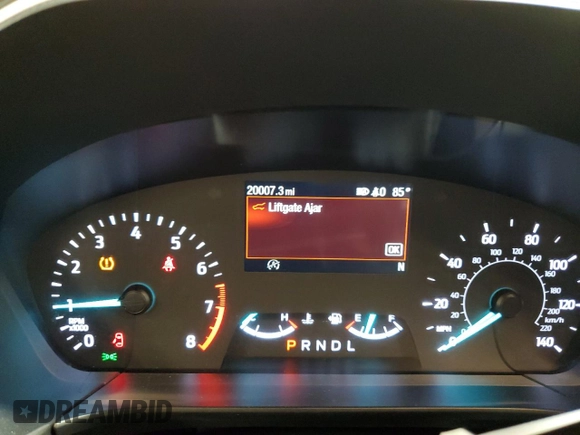 20007.3 mi 0 85°
Liftgate Ajar
OK
N
0 1 2 3 4 5 6 7 8
RPM
x1000
C H E F
P R N D L
0 20 40 60 80 100 120 140
MPH
20 40 60 80 100 120 140 160 180 200 220
km/h
DREAMBID